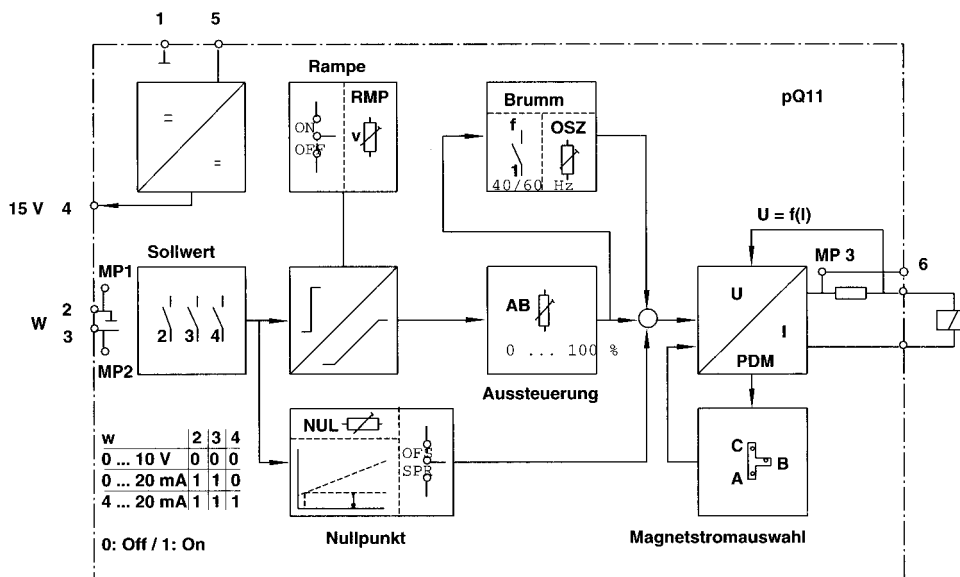 1 5
Rampe
RMP
ON
OFF
v
Brumm
f
OSZ
1
40/60 Hz
pQ11
=
=
15 V 4
U = f(I)
MP 3
6
Sollwert
MP1
2
W
3
MP2
2 3 4
AB
0 ... 100 %
Aussteuerung
U
I
PDM
w 2 3 4
0 ... 10 V 0 0 0
0 ... 20 mA 1 1 0
4 ... 20 mA 1 1 1
0: Off / 1: On
NUL
OFS
SPR
Nullpunkt
C
B
A
Magnetstromauswahl